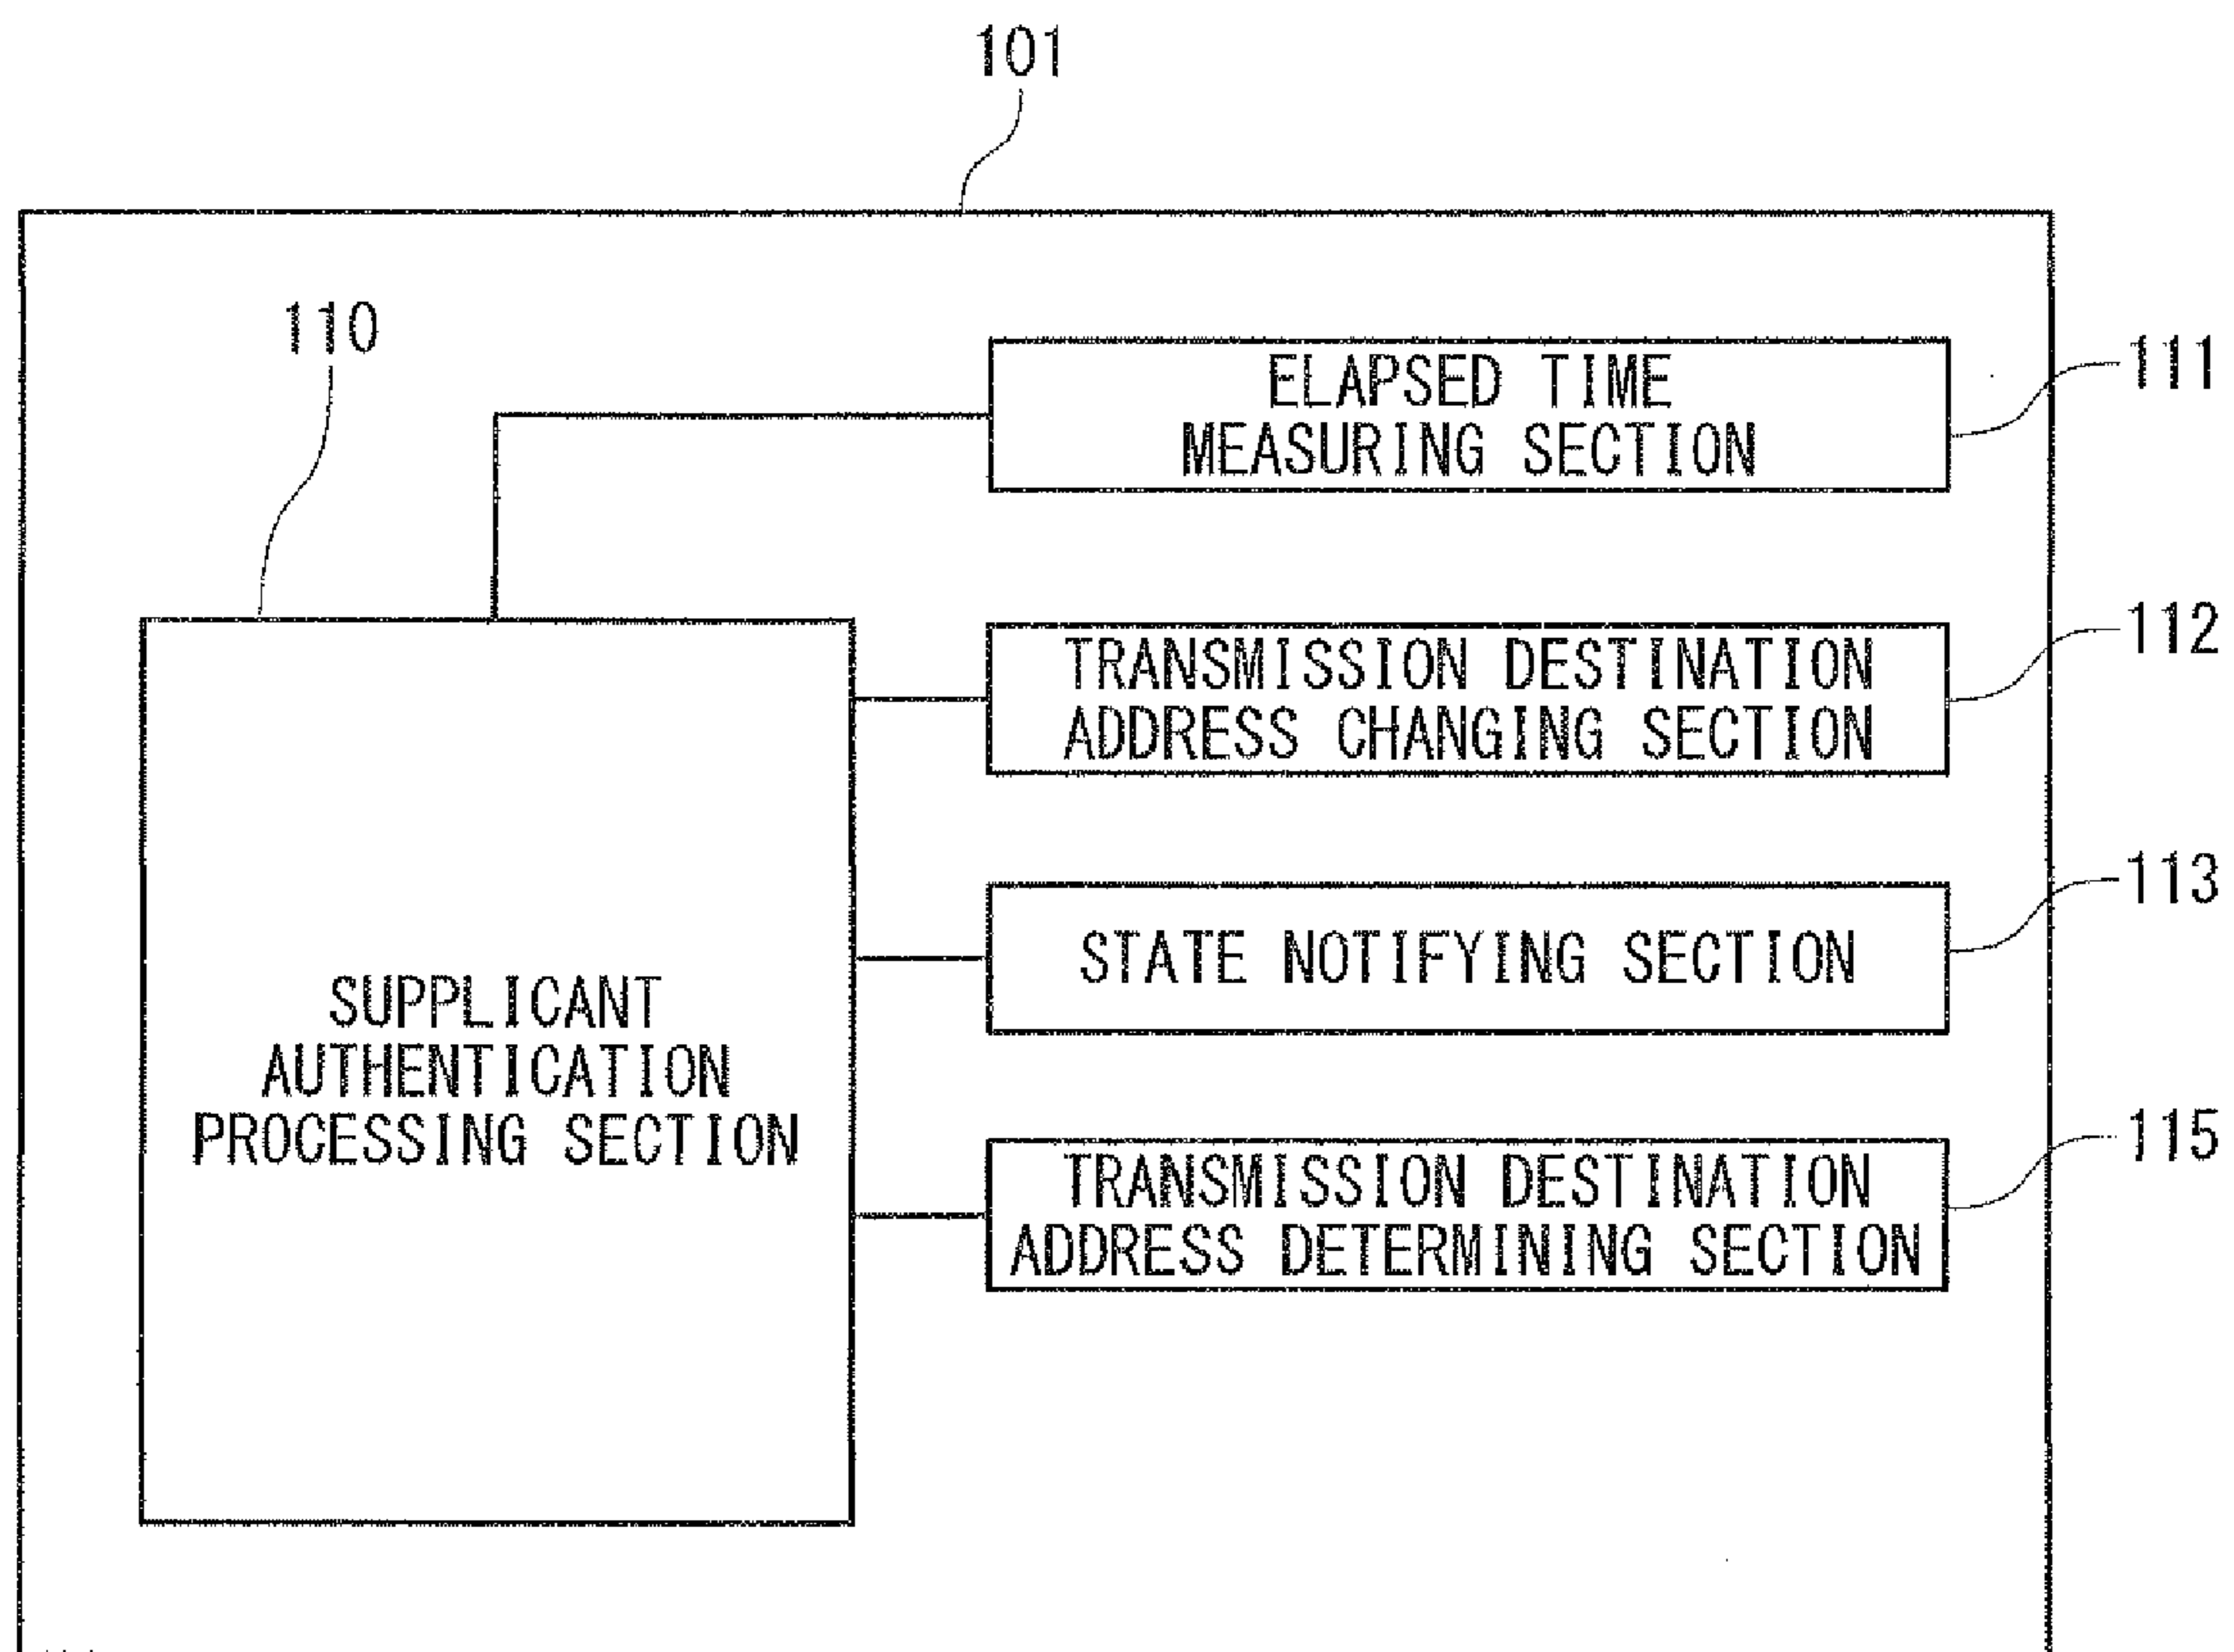 101
110
ELAPSED TIME
MEASURING SECTION
111
TRANSMISSION DESTINATION
ADDRESS CHANGING SECTION
112
STATE NOTIFYING SECTION
113
SUPPLICANT
AUTHENTICATION
PROCESSING SECTION
TRANSMISSION DESTINATION
ADDRESS DETERMINING SECTION
115